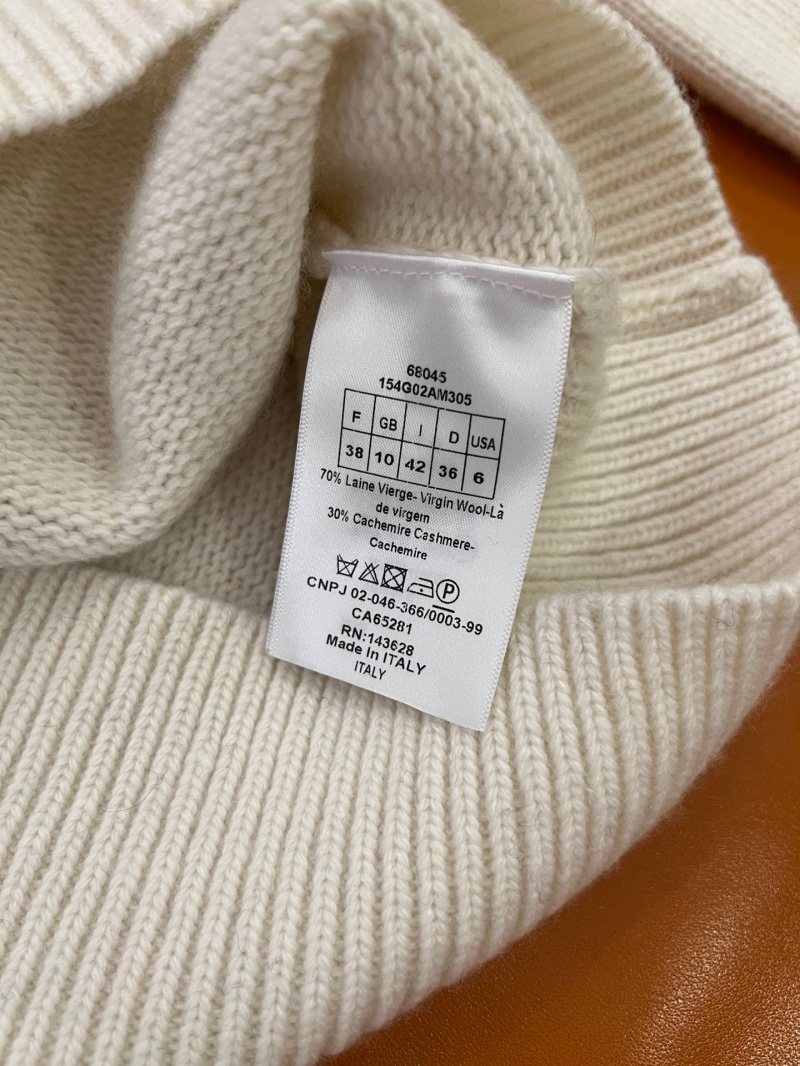 68045
154G02AM305
F GB I D USA
38 10 42 36 6
70% Laine Vierge- Virgin Wool-Là
de virgem
30% Cachemire Cashmere-
Cachemire
P
CNPJ 02-046-366/0003-99
CA65281
RN:143628
Made In ITALY
ITALY